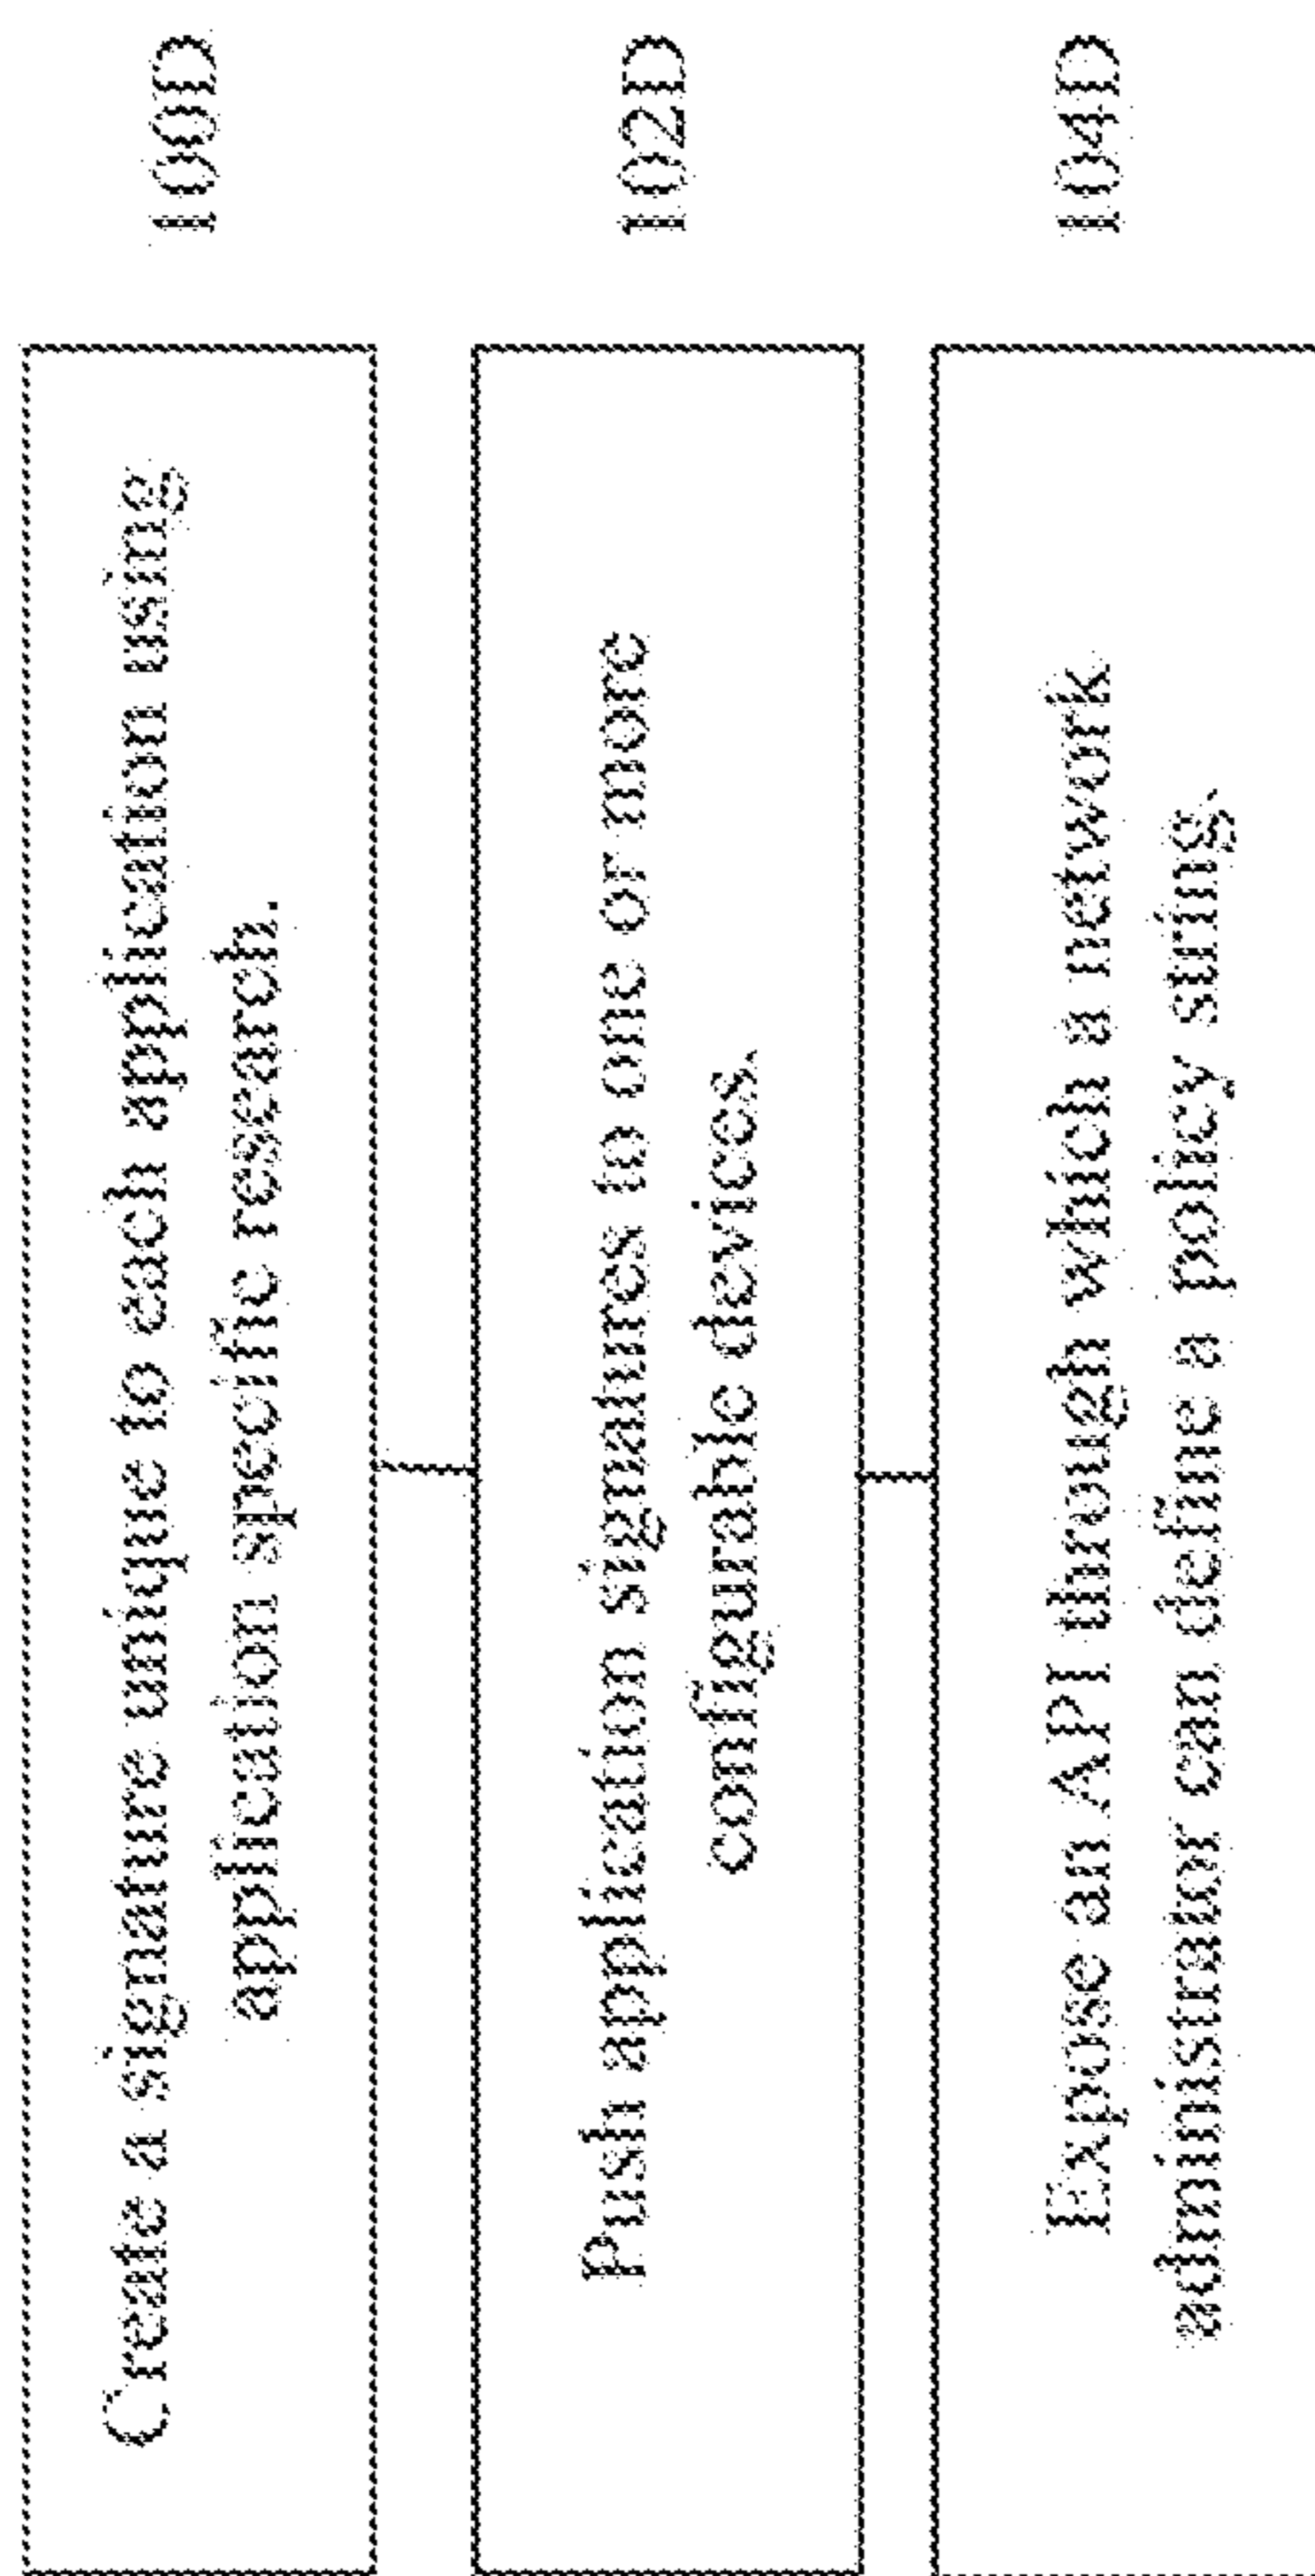 Create a signature unique to each application using
application specific research.
100D
Push application signatures to one or more
configurable devices.
102D
Expose an API through which a network
administrator can define a policy string.
104D